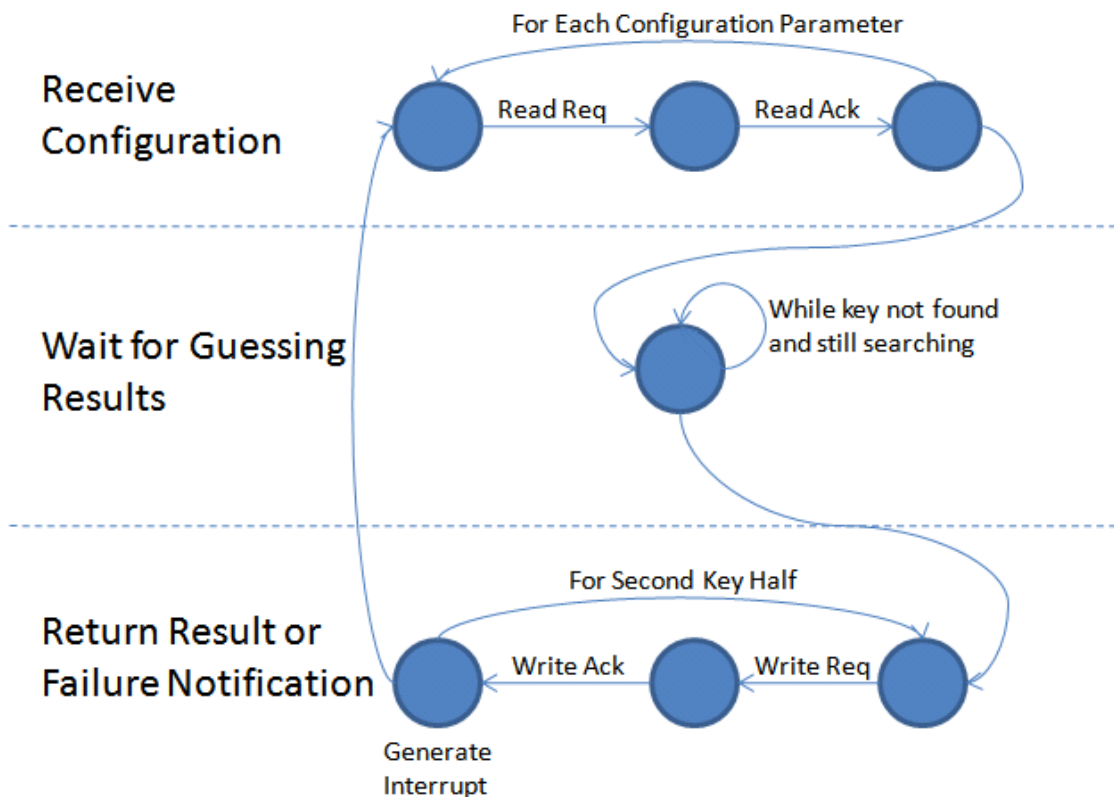 For Each Configuration Parameter
Receive
Configuration
Read Req
Read Ack
Wait for Guessing
Results
While key not found
and still searching
For Second Key Half
Return Result or
Failure Notification
Write Ack
Write Req
Generate
Interrupt